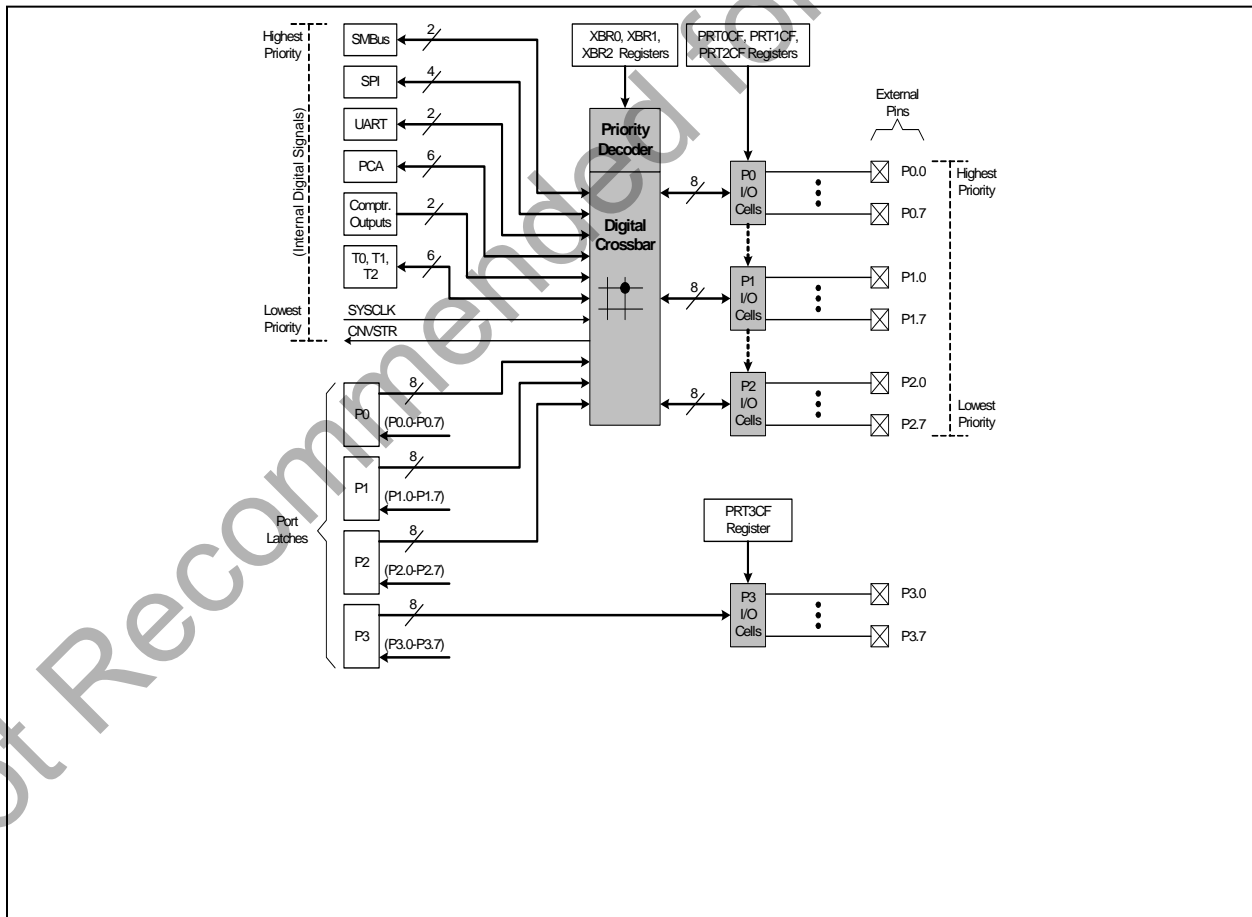 Highest
Priority
(Internal Digital Signals)
Lowest
Priority
SMBus
2
SPI
4
UART
2
PCA
6
Comptr.
Outputs
2
T0, T1,
T2
6
SYSCLK
CNVSTR
XBR0, XBR1,
XBR2 Registers
PRT0CF, PRT1CF,
PRT2CF Registers
Priority
Decoder
Digital
Crossbar
8
8
8
P0
I/O
Cells
P1
I/O
Cells
P2
I/O
Cells
External
Pins
P0.0
P0.7
P1.0
P1.7
P2.0
P2.7
Highest
Priority
Lowest
Priority
Port
Latches
P0
8
(P0.0-P0.7)
P1
8
(P1.0-P1.7)
P2
8
(P2.0-P2.7)
P3
8
(P3.0-P3.7)
PRT3CF
Register
P3
I/O
Cells
P3.0
P3.7
ot Recommended fo